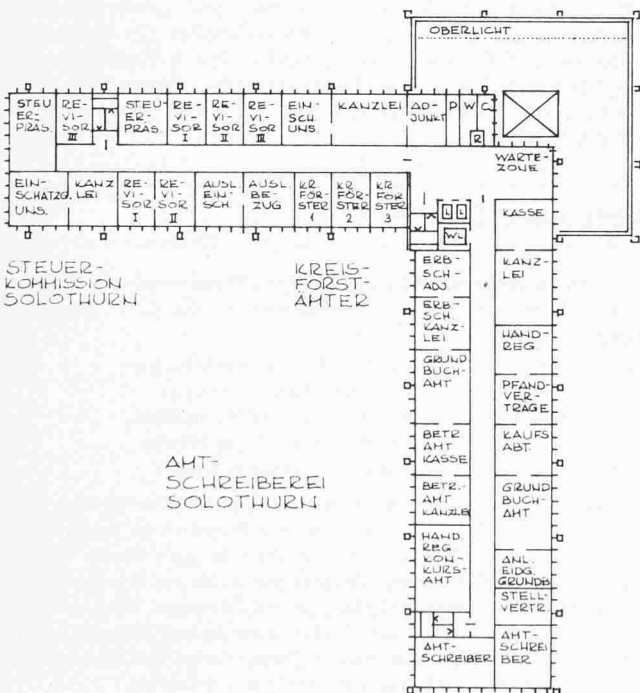 OBERLICHT
STEU
ER-
PRÄS.
RE-
VI-
SOR
III
STEU-
ER-
PRÄS.
RE-
VI-
SOR
I
RE-
VI-
SOR
II
RE-
VI-
SOR
III
EIN-
SCH.
UNS.
KANZLEI
AD-
JUNKT
D
W
C
R
WARTE-
ZONE
EIN-
SCHATZG.
UNS.
KANZ
LEI
RE-
VI-
SOR
I
RE-
VI-
SOR
II
AUSL.
EIN-
SCH.
AUSL.
BE-
ZUG
KR.
FÖR-
STER
1
KR.
FÖR
STER
2
KR.
FÖR
STER
3
L L
WL
KASSE
STEUER-
KOMMISSION
SOLOTHURN
KREIS-
FORST-
ÄMTER
ERB-
SCH-
ADJ.
KANZ-
LEI
ERB-
SCH.
KANZ-
LEI
HAND-
REG.
GRUND
BUCH-
AMT
PFAND-
VER-
TRÄGE
BETR
AMT
KASSE
KAUFS
ABT.
AMT-
SCHREIBEREI
SOLOTHURN
BETR.-
AMT
KANZLEI
GRUND
BUCH-
AMT
HAND.
REG.
KON-
KURS-
AMT
ANL.
EIDG.
GRUNDB
STELL-
VERTR.
AMT-
SCHREIBER
AMT-
SCHREI
BER